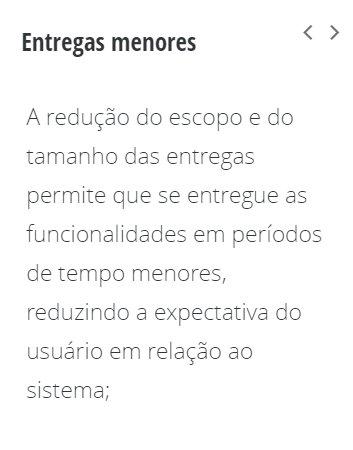 Entregas menores
A redução do escopo e do
tamanho das entregas
permite que se entregue as
funcionalidades em períodos
de tempo menores,
reduzindo a expectativa do
usuário em relação ao
sistema;